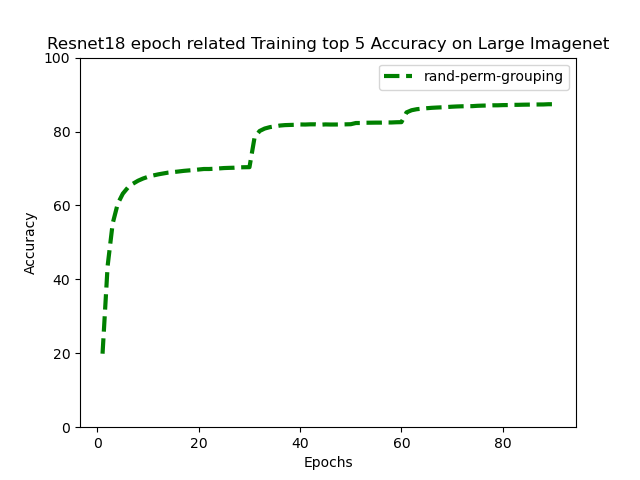 Resnet18 epoch related Training top 5 Accuracy on Large Imagenet
100
rand-perm-grouping
80
60
Accuracy
40
20
0
0 20 40 60 80
Epochs